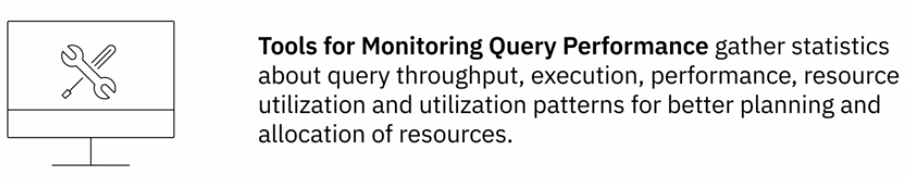 Tools for Monitoring Query Performance gather statistics
about query throughput, execution, performance, resource
utilization and utilization patterns for better planning and
allocation of resources.